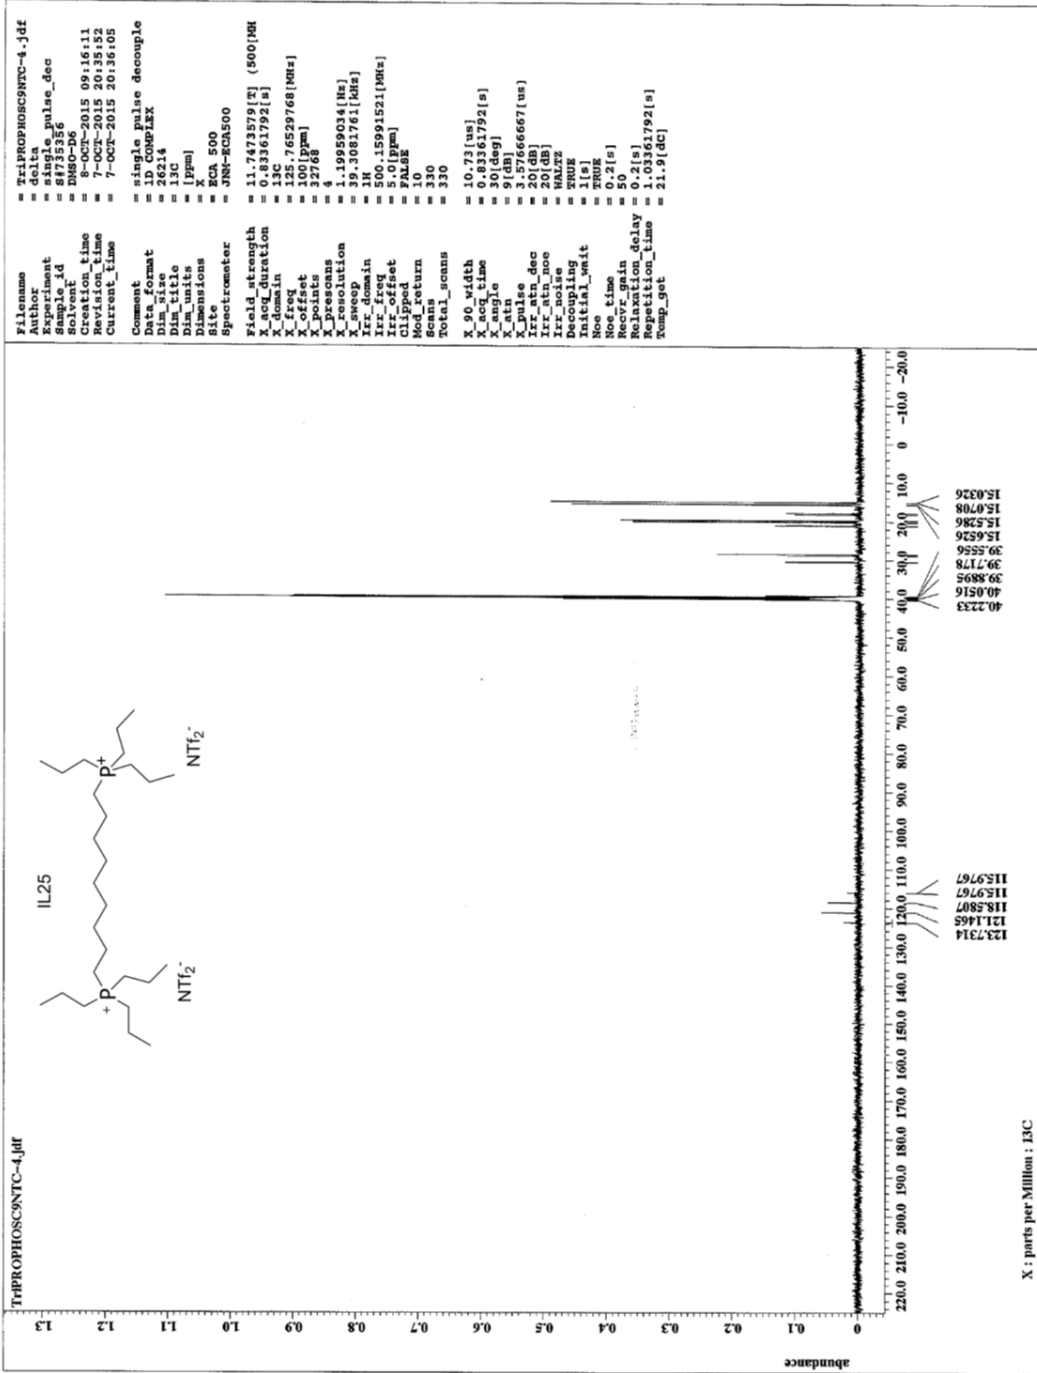 TriPROPHOSC9NTC-4.jdf
IL25
P+
P
+
NTf2-
NTf2-
abundance
0 0.1 0.2 0.3 0.4 0.5 0.6 0.7 0.8 0.9 1.0 1.1 1.2 1.3
220.0 210.0 200.0 190.0 180.0 170.0 160.0 150.0 140.0 130.0 120.0 110.0 100.0 90.0 80.0 70.0 60.0 50.0 40.0 30.0 20.0 10.0 0 -10.0 -20.0
123.7314
121.1465
118.5807
115.9767
115.9767
40.2233
40.0516
39.8895
39.7178
39.5556
15.6526
15.5286
15.0708
15.0326
X : parts per Million : 13C
Filename = TriPROPHOSC9NTC-4.jdf
Author = delta
Experiment = single_pulse_dec
Sample_id = S#735356
Solvent = DMSO-D6
Creation_time = 8-OCT-2015 09:16:11
Revision_time = 7-OCT-2015 20:35:52
Current_time = 7-OCT-2015 20:36:05
Comment = single pulse decouple
Data_format = 1D COMPLEX
Dim_size = 26214
Dim_title = 13C
Dim_units = [ppm]
Dimensions = X
Site = ECA 500
Spectrometer = JNM-ECA500
Field_strength = 11.7473579[T] (500[MH
X_acq_duration = 0.83361792[s]
X_domain = 13C
X_freq = 125.76529768[MHz]
X_offset = 100[ppm]
X_points = 32768
X_prescans = 4
X_resolution = 1.19959034[Hz]
X_sweep = 39.3081761[kHz]
Irr_domain = 1H
Irr_freq = 500.15991521[MHz]
Irr_offset = 5.0[ppm]
Clipped = FALSE
Mod_return = 10
Scans = 330
Total_scans = 330
X_90_width = 10.73[us]
X_acq_time = 0.83361792[s]
X_angle = 30[deg]
X_atn = 9[dB]
X_pulse = 3.57666667[us]
Irr_atn_dec = 20[dB]
Irr_atn_noe = 20[dB]
Irr_noise = WALTZ
Decoupling = TRUE
Initial_wait = 1[s]
Noe = TRUE
Noe_time = 0.2[s]
Recvr_gain = 50
Relaxation_delay = 0.2[s]
Repetition_time = 1.03361792[s]
Temp_get = 21.9[dC]